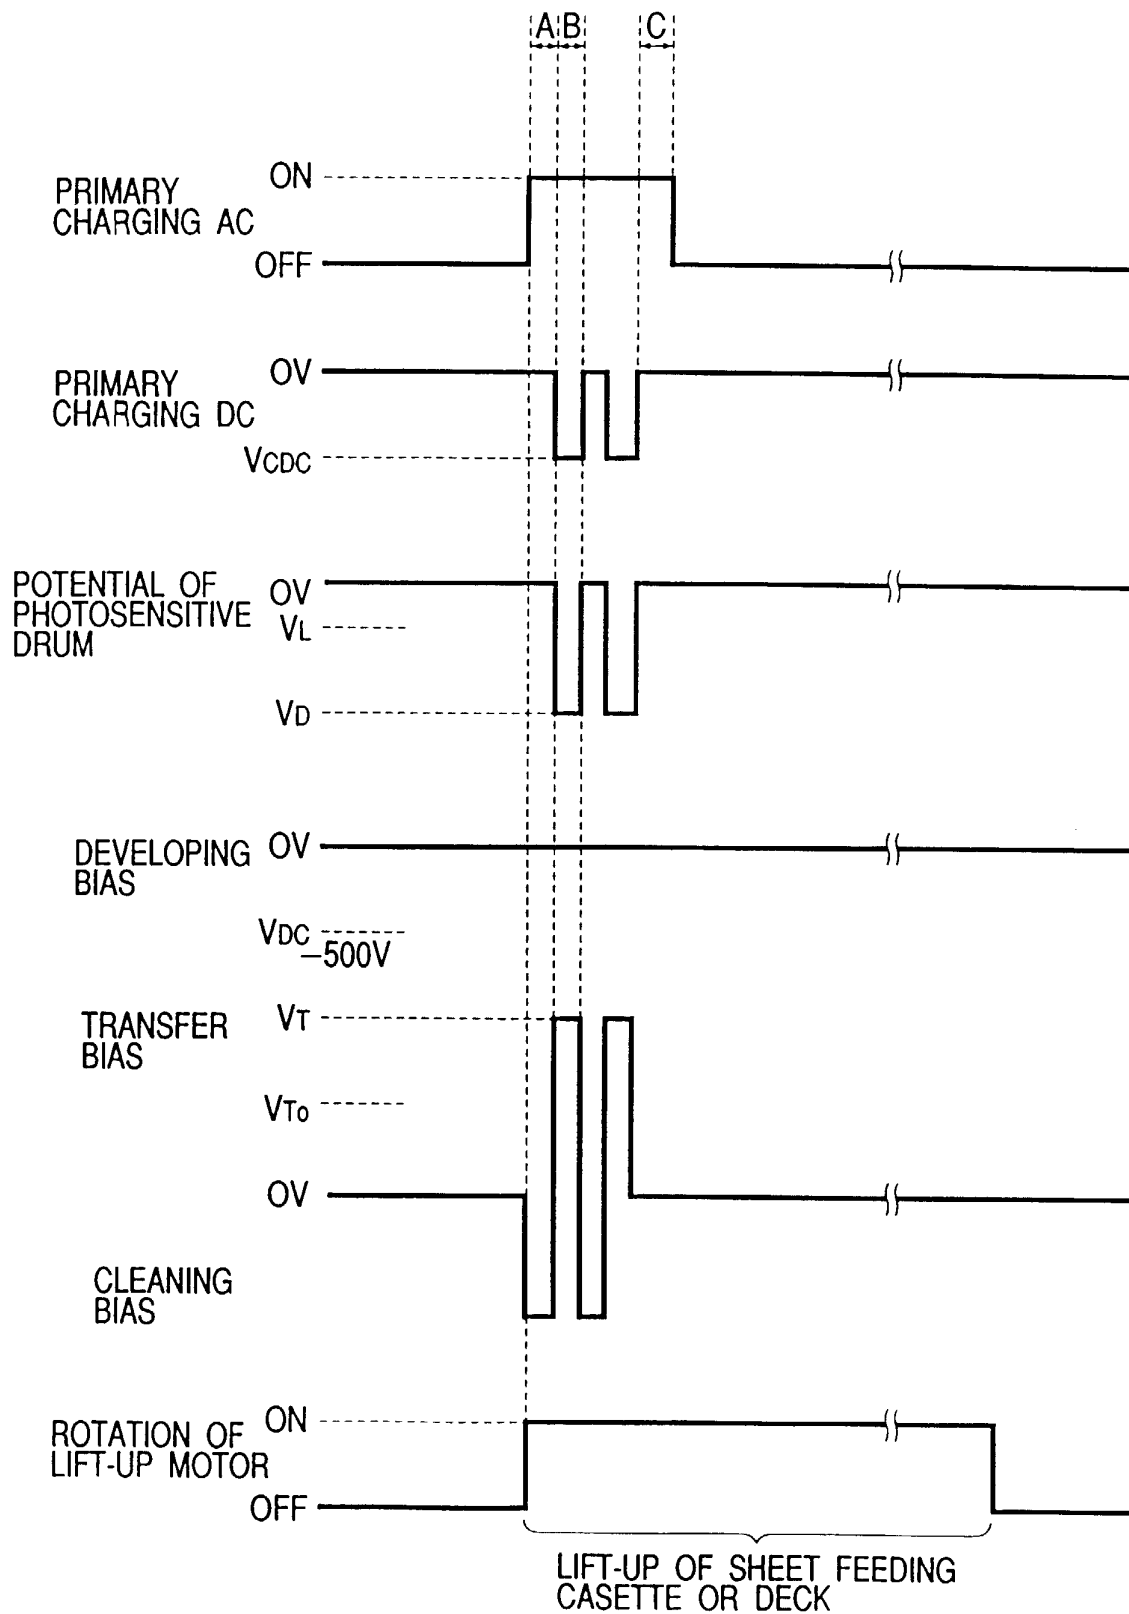 A B C
PRIMARY
CHARGING AC
ON
OFF
PRIMARY
CHARGING DC
OV
VCDC
POTENTIAL OF
PHOTOSENSITIVE
DRUM
OV
VL
VD
DEVELOPING
BIAS
OV
VDC
−500V
TRANSFER
BIAS
VT
VTo
OV
CLEANING
BIAS
ROTATION OF
LIFT-UP MOTOR
ON
OFF
LIFT-UP OF SHEET FEEDING
CASETTE OR DECK